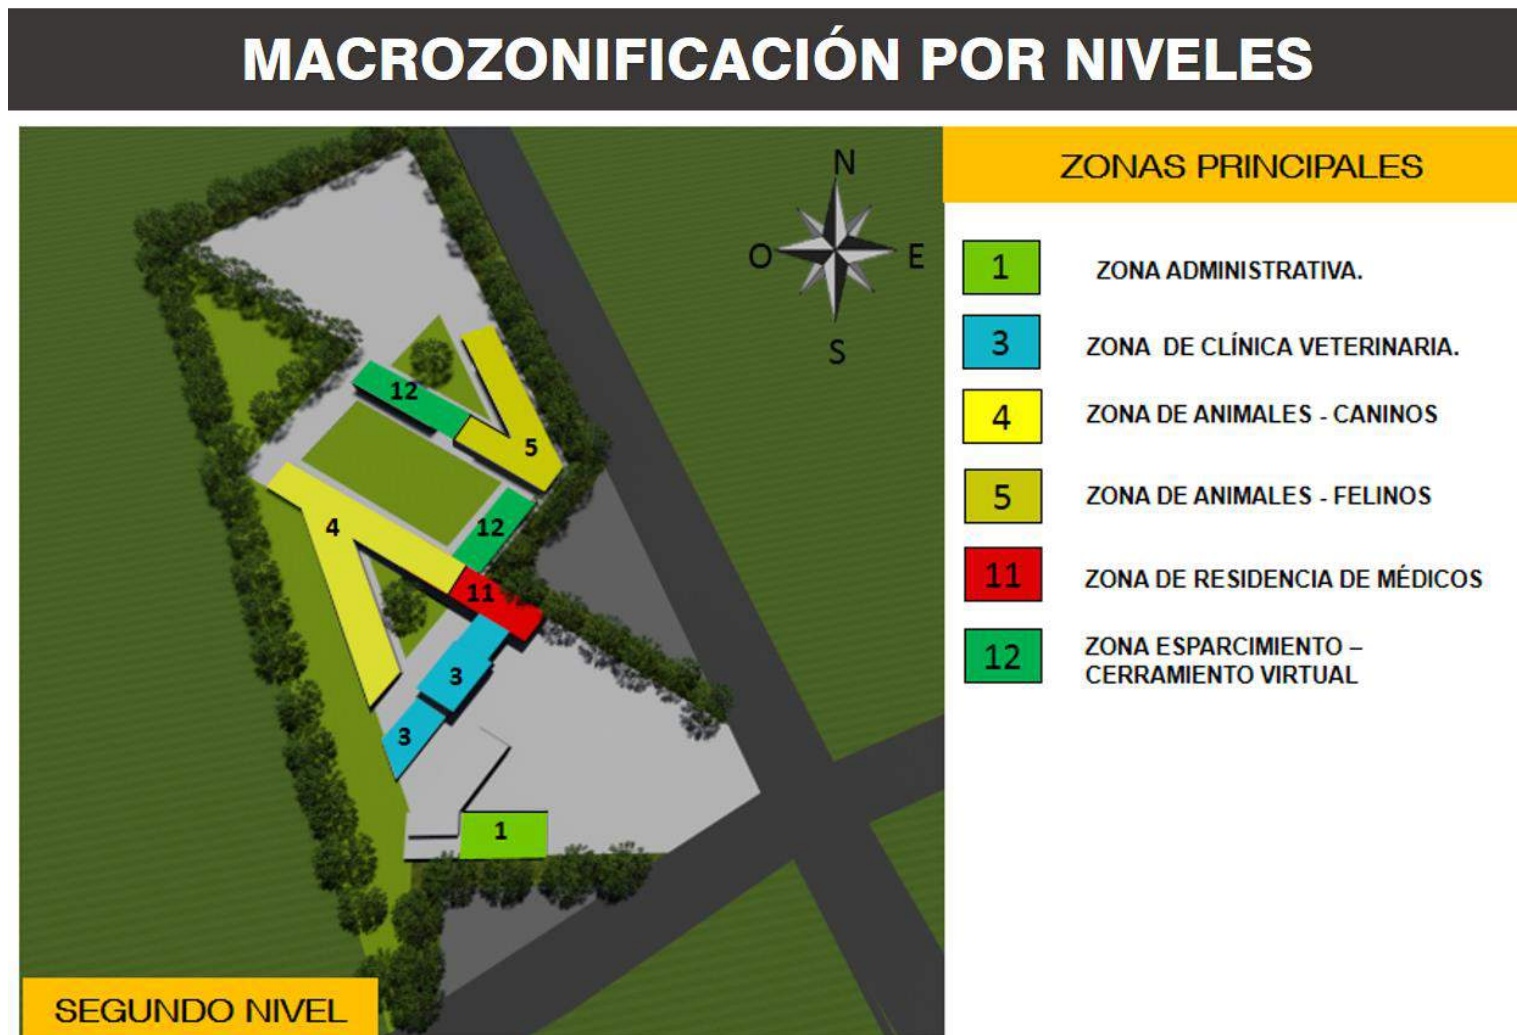 MACROZONIFICACIÓN POR NIVELES
ZONAS PRINCIPALES
N
O
E
S
1
ZONA ADMINISTRATIVA.
3
ZONA DE CLÍNICA VETERINARIA.
4
ZONA DE ANIMALES - CANINOS
5
ZONA DE ANIMALES - FELINOS
11
ZONA DE RESIDENCIA DE MÉDICOS
12
ZONA ESPARCIMIENTO –
CERRAMIENTO VIRTUAL
12
5
4
12
11
3
3
1
SEGUNDO NIVEL